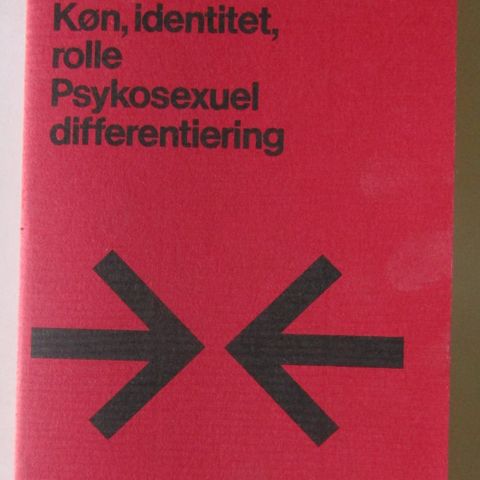 Køn, identitet,
rolle
Psykosexuel
differentiering